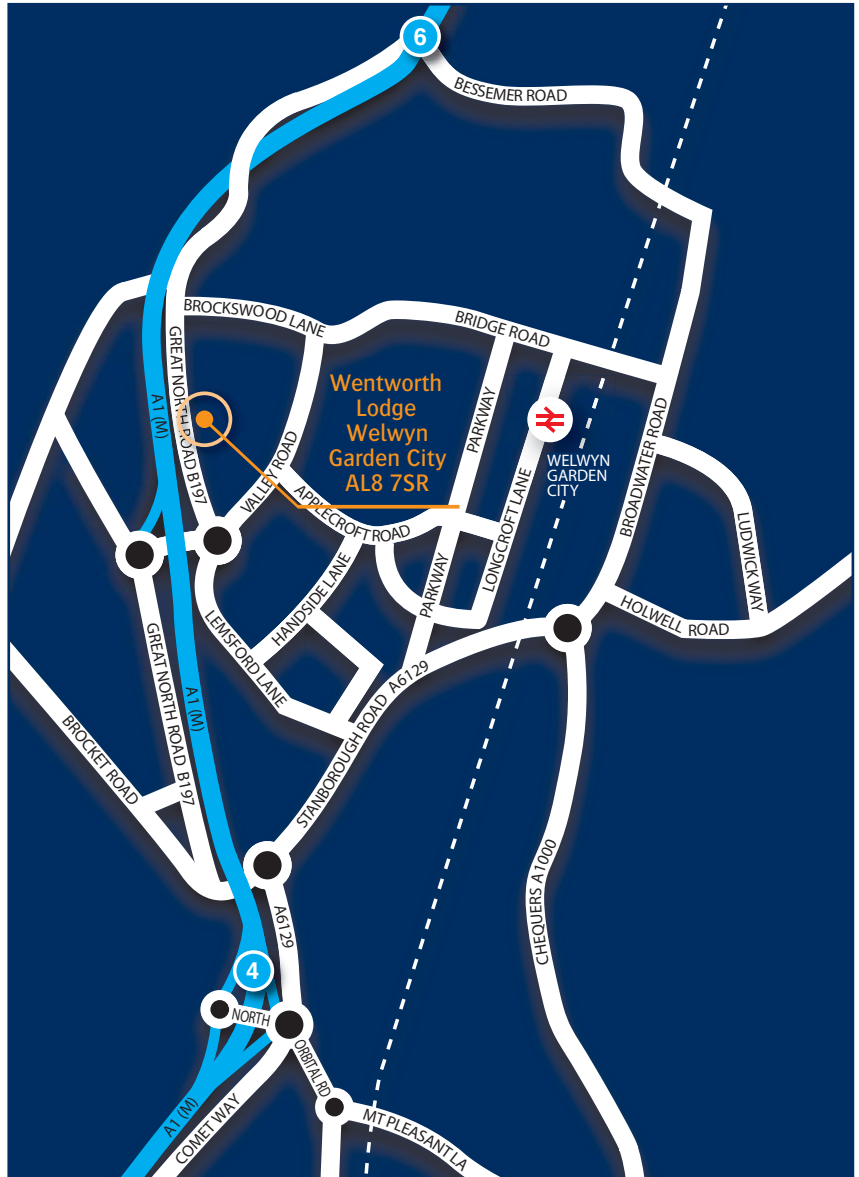 6
BESSEMER ROAD
BROCKSWOOD LANE
BRIDGE ROAD
GREAT NORTH ROAD B197
A1 (M)
Wentworth
Lodge
Welwyn
Garden City
AL8 7SR
PARKWAY
WELWYN
GARDEN
CITY
BROADWATER ROAD
VALLEY ROAD
APPLECROFT ROAD
LONGCROFT LANE
LUDWICK WAY
HANDSIDE LANE
PARKWAY
HOLWELL ROAD
LEMSFORD LANE
GREAT NORTH ROAD B197
A1 (M)
STANBOROUGH ROAD A6129
BROCKET ROAD
CHEQUERS A1000
A6129
4
NORTH
ORBITAL RD
A1 (M)
COMET WAY
MT PLEASANT LA